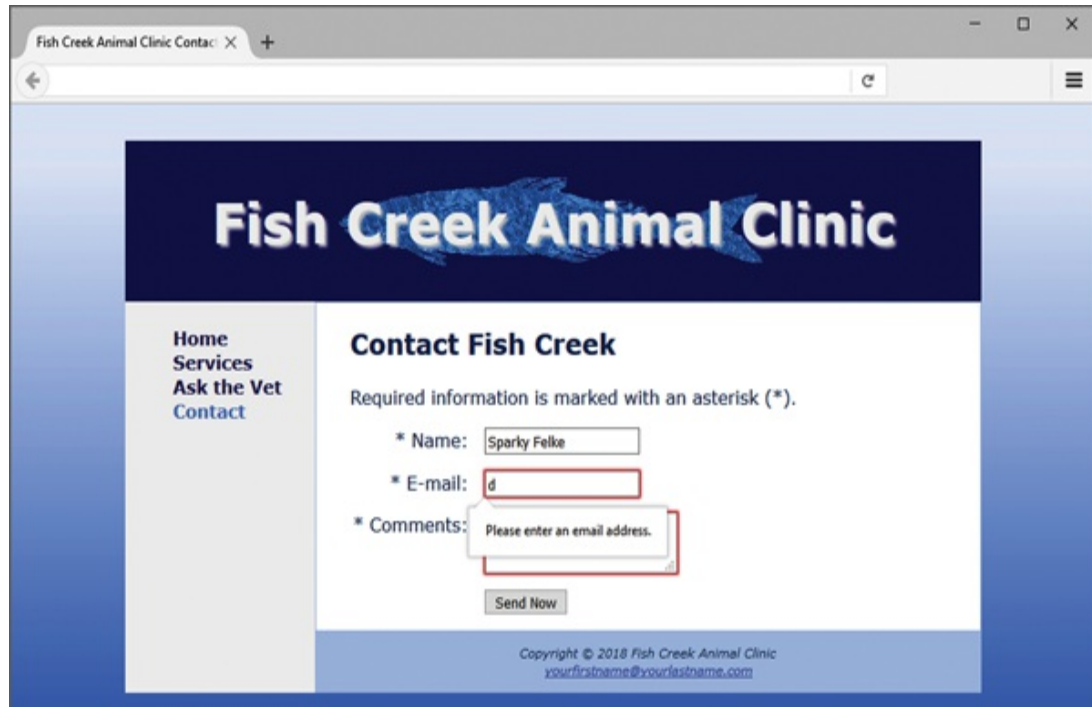 Fish Creek Animal Clinic Contac
Fish Creek Animal Clinic
Home
Services
Ask the Vet
Contact
Contact Fish Creek
Required information is marked with an asterisk (*).
* Name: Sparky Felke
* E-mail: d
* Comments:
Please enter an email address.
Send Now
Copyright © 2018 Fish Creek Animal Clinic
yourfirstname@yourlastname.com